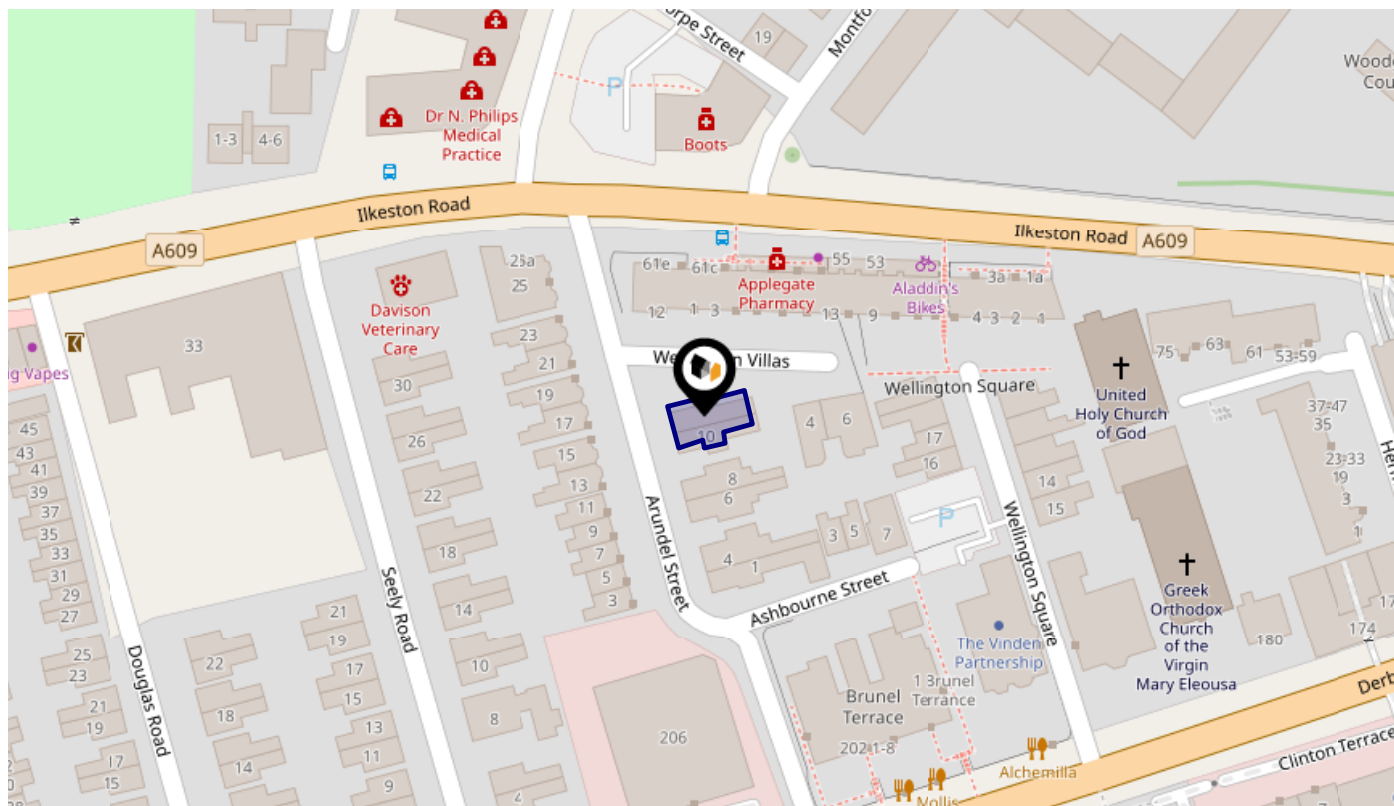 19
1-3
4-6
Dr N. Philips
Medical
Practice
P
Boots
Ilkeston Road
A609
Ilkeston Road
A609
Davison
Veterinary
Care
33
30
26
22
18
14
10
8
4
25a
25
23
21
19
17
15
13
11
9
7
5
3
61e
61c
55
53
Applegate
Pharmacy
Aladdin's
Bikes
3a
1a
12
1
3
13
9
4
3
2
1
Villas
Wellington Square
10
4
6
17
16
14
15
8
6
4
1
3
5
7
P
Arundel Street
Ashbourne Street
Wellington Square
United
Holy Church
of God
75
63
61
53-59
37-47
35
23-33
19
3
1
Greek
Orthodox
Church
of the
Virgin
Mary Eleousa
180
174
The Vinden
Partnership
Brunel
Terrace
Terrance
202
1-8
206
Alchemilla
Mollis
Clinton Terrace
Seely Road
Douglas Road
45
43
41
39
37
35
33
31
29
27
25
23
21
19
17
15
22
18
14
21
19
17
15
13
11
9